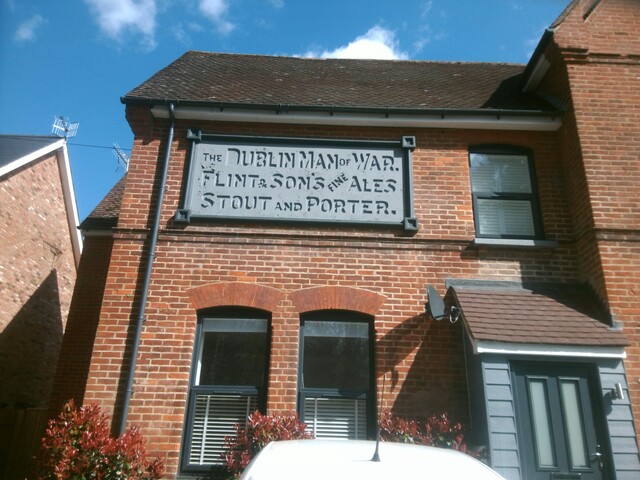 THE DUBLIN MAN OF WAR.
FLINT & SON'S FINE ALES
STOUT AND PORTER.